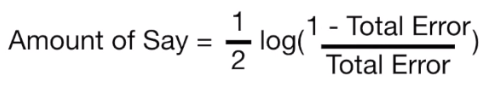 Amount of Say = 1/2 log(1 - Total Error/Total Error)